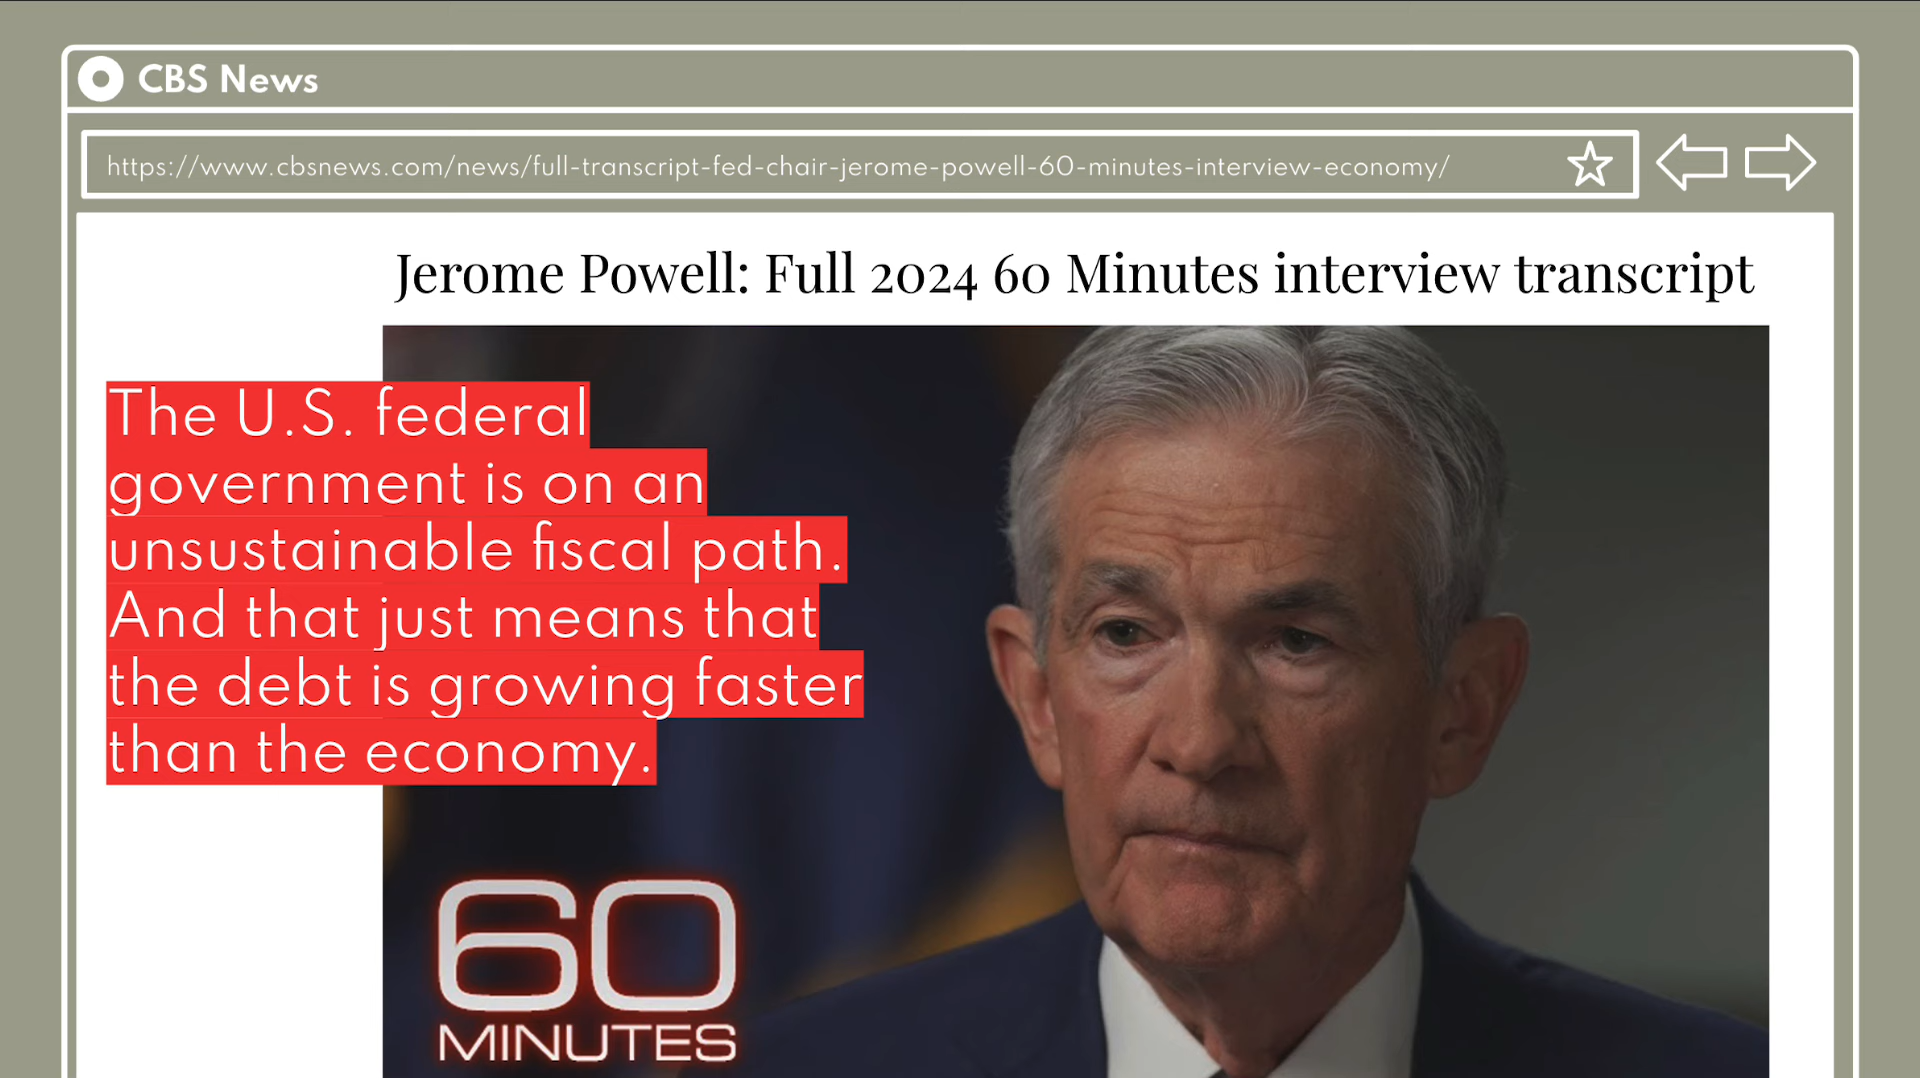 CBS News
https://www.cbsnews.com/news/full-transcript-fed-chair-jerome-powell-60-minutes-interview-economy/
Jerome Powell: Full 2024 60 Minutes interview transcript
The U.S. federal
government is on an
unsustainable fiscal path.
And that just means that
the debt is growing faster
than the economy.
60
MINUTES